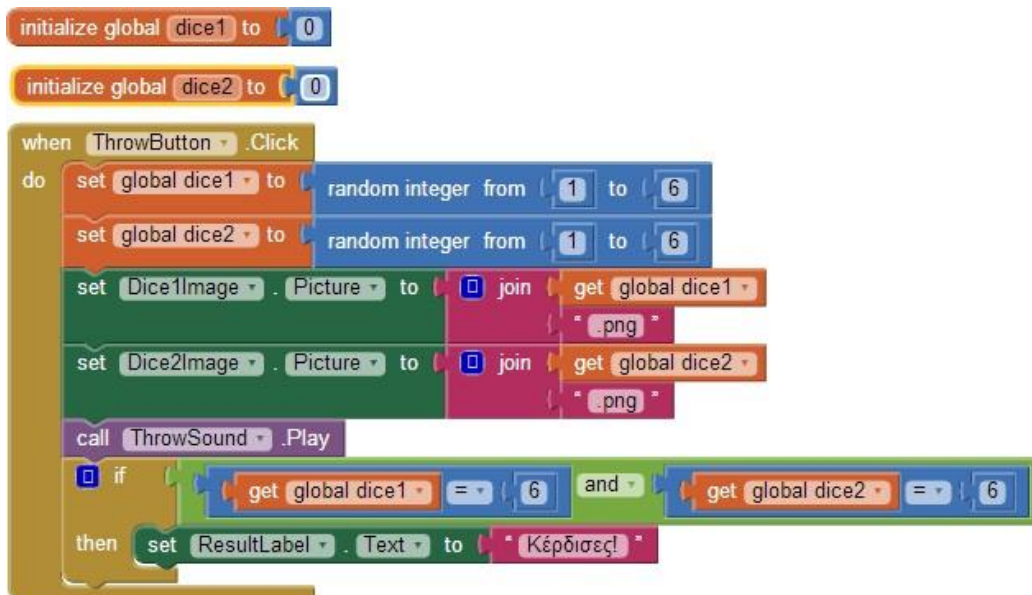 initialize global dice1 to 0
initialize global dice2 to 0
when ThrowButton .Click
do set global dice1 to random integer from 1 to 6
set global dice2 to random integer from 1 to 6
set Dice1Image . Picture to join get global dice1
" .png "
set Dice2Image . Picture to join get global dice2
" .png "
call ThrowSound .Play
if get global dice1 = 6 and get global dice2 = 6
then set ResultLabel . Text to " Κέρδισες! "